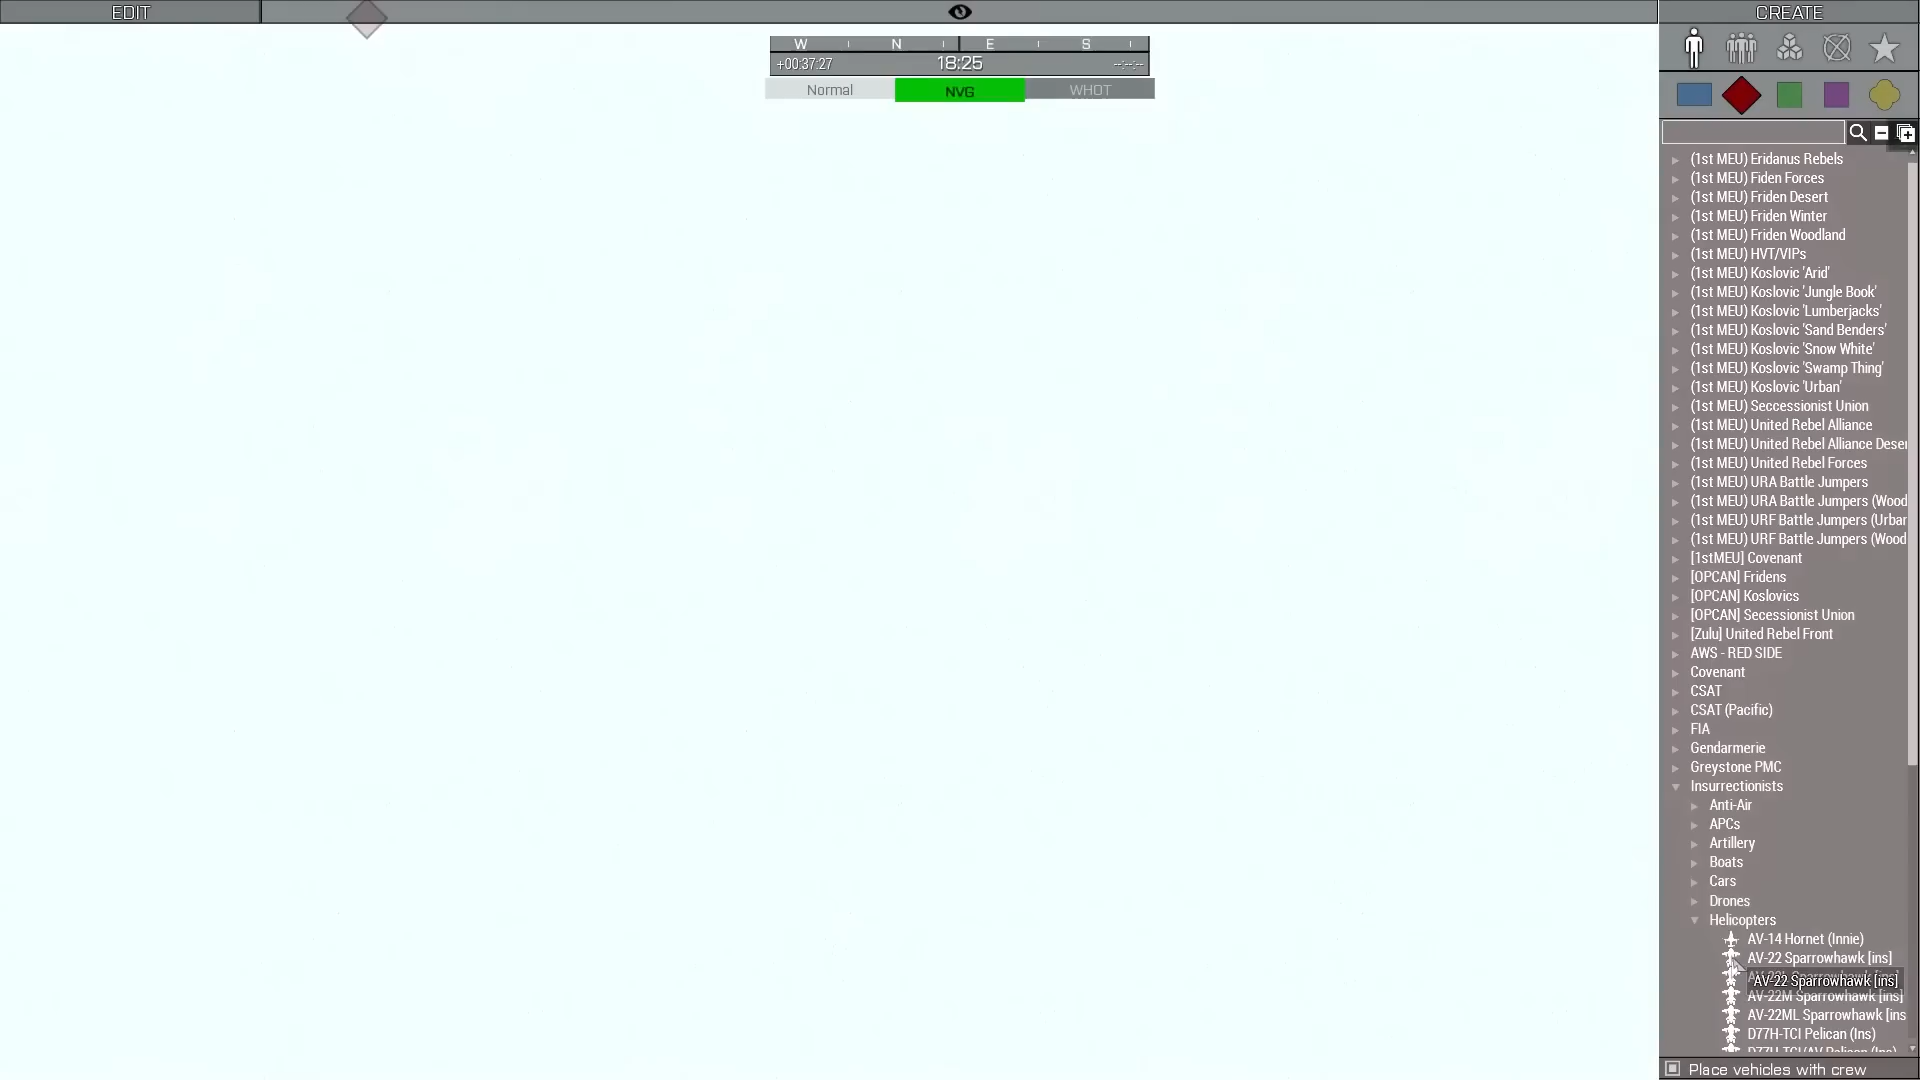 EDIT
CREATE
W N E S
+00:37:27 18:25 --:--:--
Normal NVG WHOT
(1st MEU) Eridanus Rebels
(1st MEU) Fiden Forces
(1st MEU) Friden Desert
(1st MEU) Friden Winter
(1st MEU) Friden Woodland
(1st MEU) HVT/VIPs
(1st MEU) Koslovic 'Arid'
(1st MEU) Koslovic 'Jungle Book'
(1st MEU) Koslovic 'Lumberjacks'
(1st MEU) Koslovic 'Sand Benders'
(1st MEU) Koslovic 'Snow White'
(1st MEU) Koslovic 'Swamp Thing'
(1st MEU) Koslovic 'Urban'
(1st MEU) Seccessionist Union
(1st MEU) United Rebel Alliance
(1st MEU) United Rebel Alliance Deser
(1st MEU) United Rebel Forces
(1st MEU) URA Battle Jumpers
(1st MEU) URA Battle Jumpers (Wood
(1st MEU) URF Battle Jumpers (Urbar
(1st MEU) URF Battle Jumpers (Wood
[1stMEU] Covenant
[OPCAN] Fridens
[OPCAN] Koslovics
[OPCAN] Secessionist Union
[Zulu] United Rebel Front
AWS - RED SIDE
Covenant
CSAT
CSAT (Pacific)
FIA
Gendarmerie
Greystone PMC
Insurrectionists
Anti-Air
APCs
Artillery
Boats
Cars
Drones
Helicopters
AV-14 Hornet (Innie)
AV-22 Sparrowhawk [ins]
AV-22 Sparrowhawk [ins]
AV-22M Sparrowhawk [ins]
AV-22ML Sparrowhawk [ins
D77H-TCI Pelican (Ins)
D77H-TCI/AV Pelican (Ins)
Place vehicles with crew